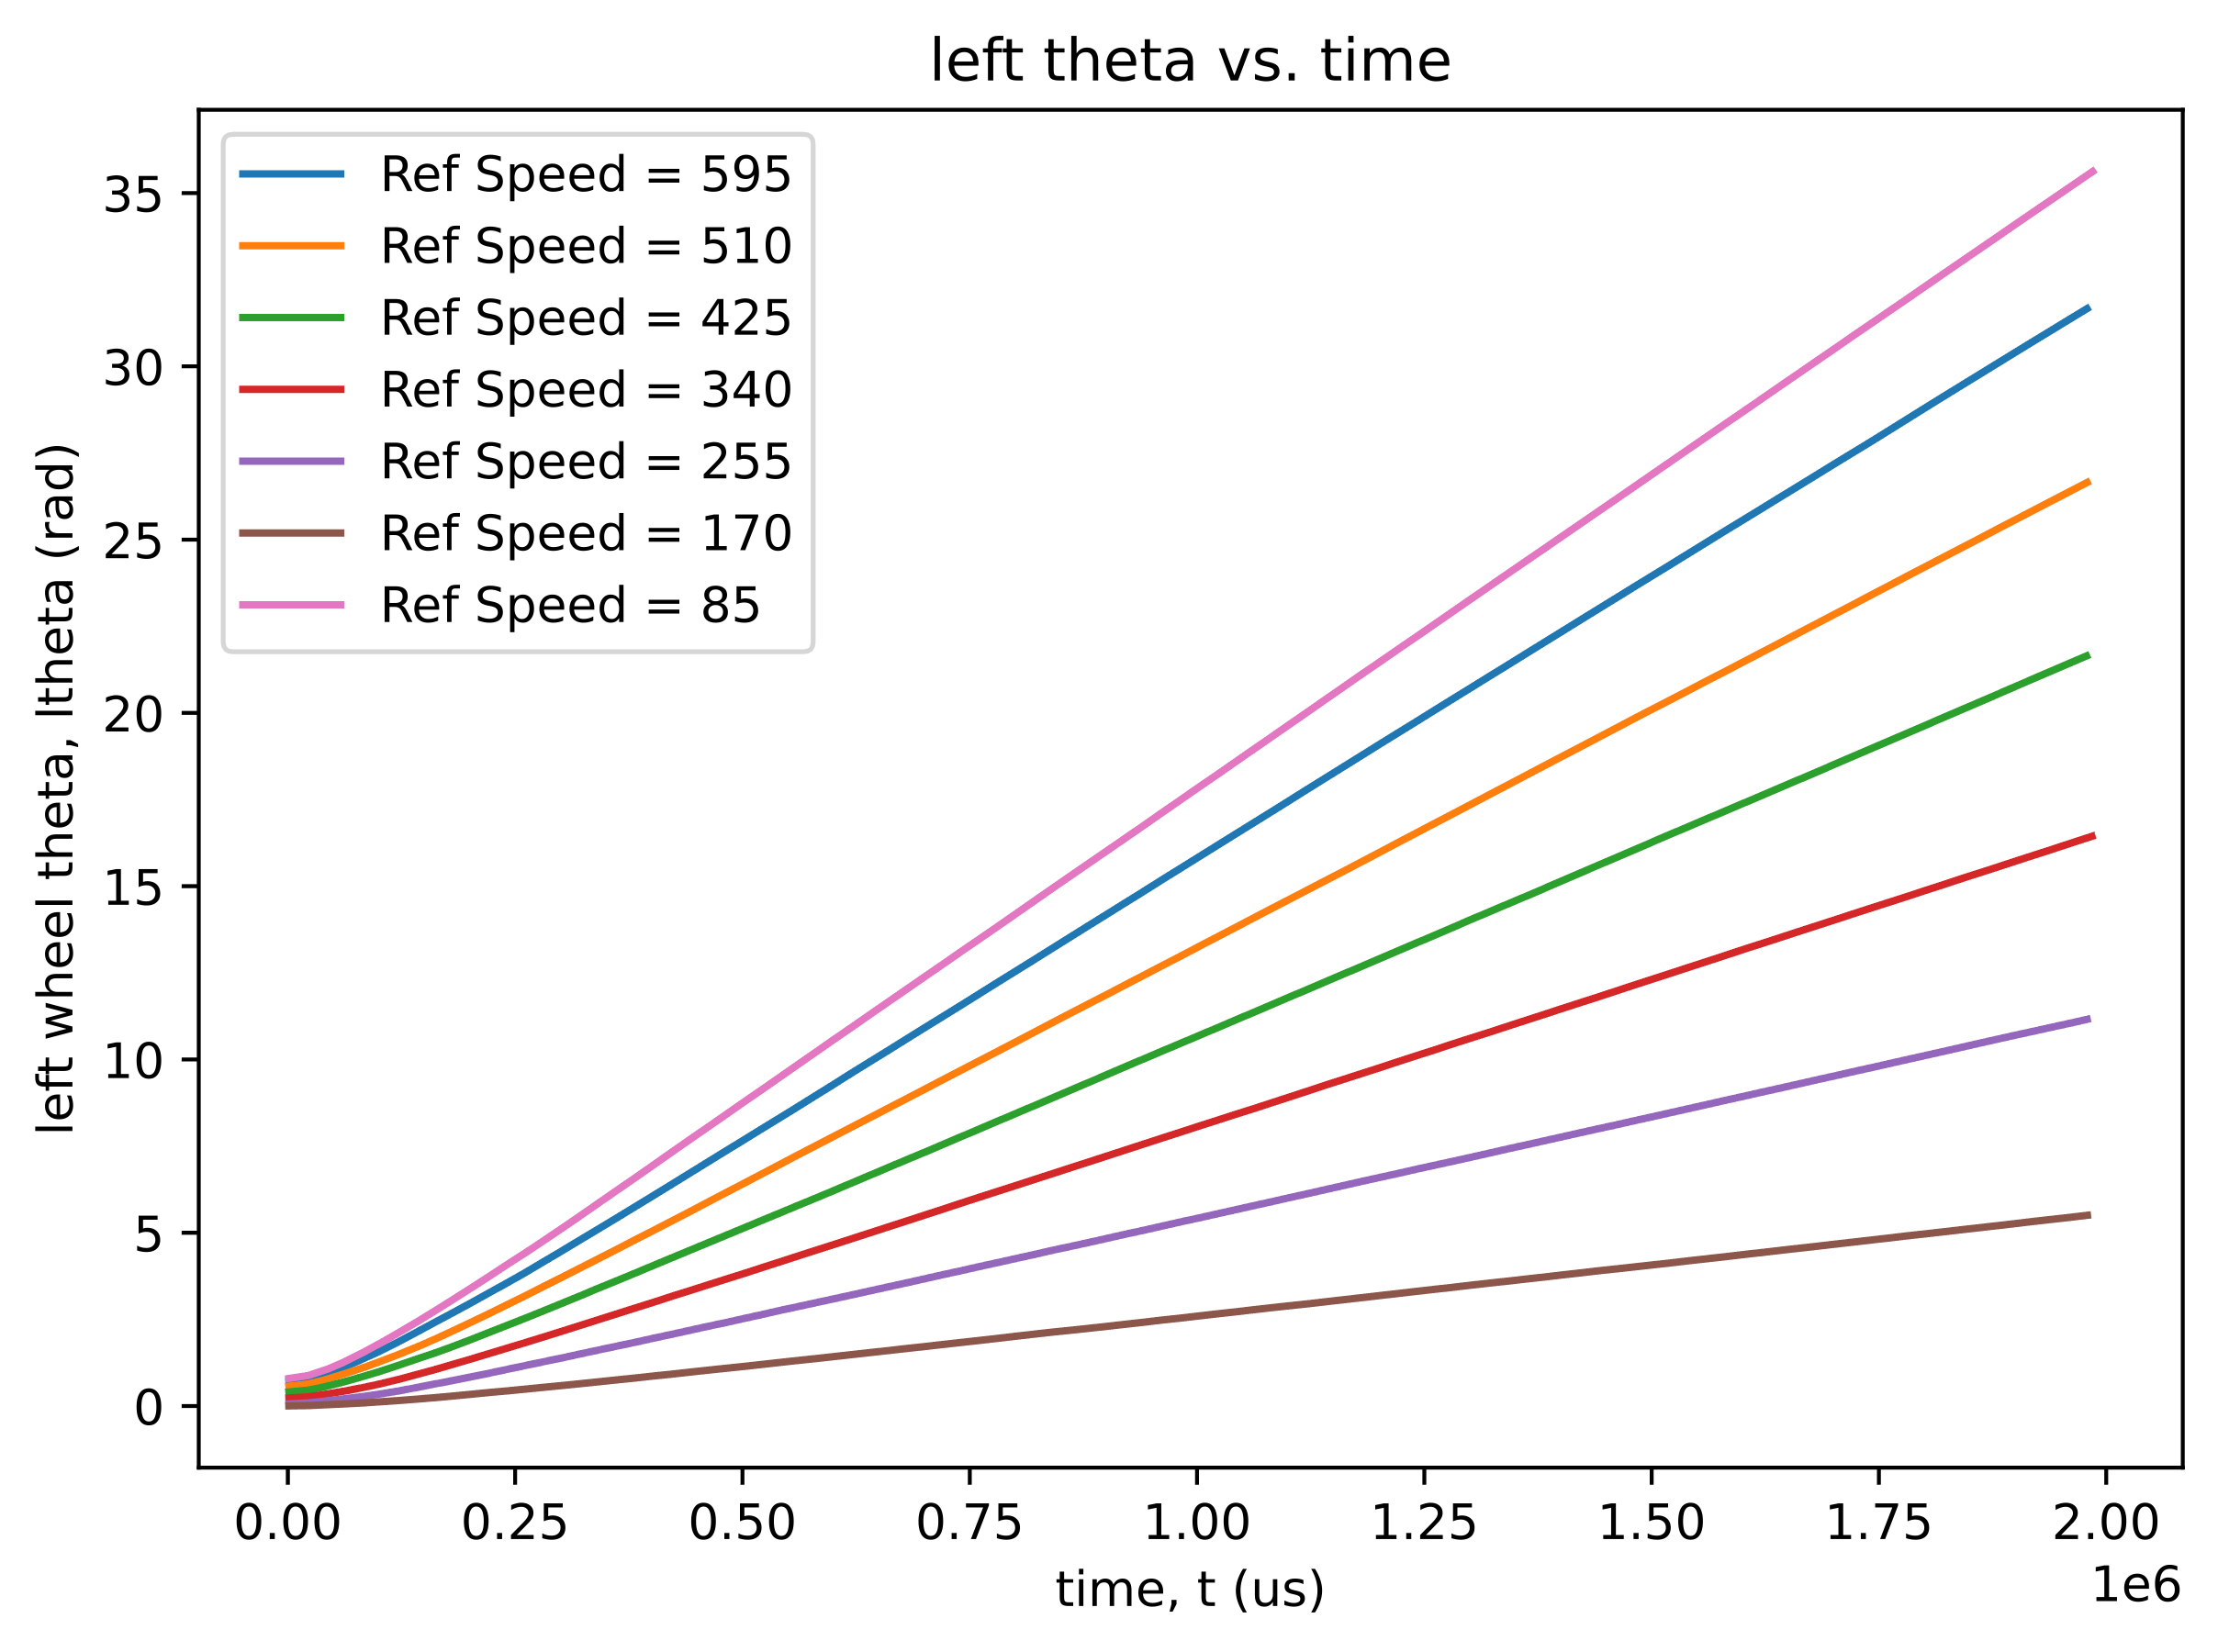 left theta vs. time
left wheel theta, ltheta (rad)
35
30
25
20
15
10
5
0
Ref Speed = 595
Ref Speed = 510
Ref Speed = 425
Ref Speed = 340
Ref Speed = 255
Ref Speed = 170
Ref Speed = 85
0.00 0.25 0.50 0.75 1.00 1.25 1.50 1.75 2.00
1e6
time, t (us)